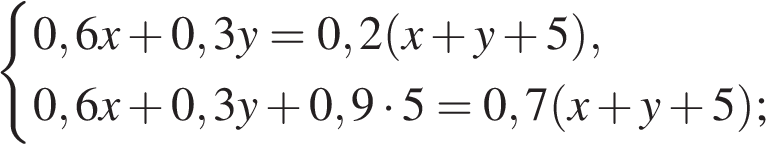 0,6x + 0,3y = 0,2(x + y + 5),
0,6x + 0,3y + 0,9 · 5 = 0,7(x + y + 5);